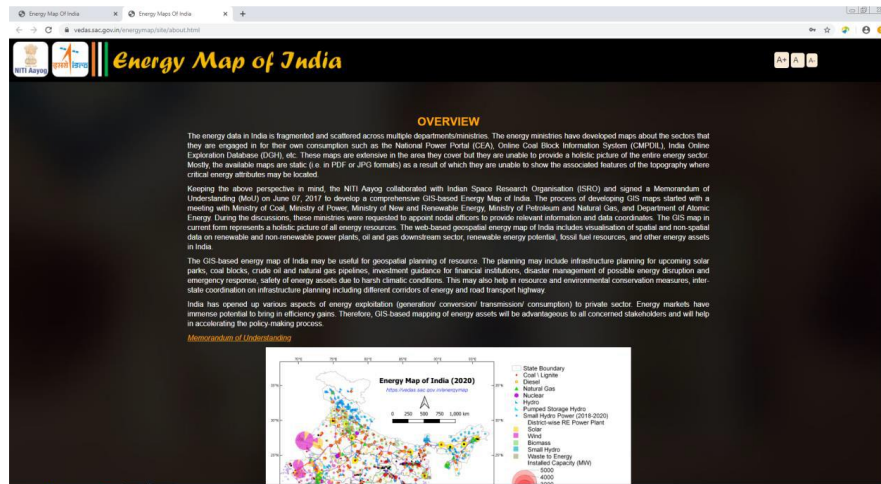 Energy Map Of India
Energy Maps Of India
vedas.sac.gov.in/energymap/site/about.html
NITI Aayog
इसरो isro
Energy Map of India
A+ A A-
OVERVIEW
The energy data in India is fragmented and scattered across multiple departments/ministries. The energy ministries have developed maps about the sectors that
they are engaged in for their own consumption such as the National Power Portal (CEA), Online Coal Block Information System (CMPDIL), India Online
Exploration Database (DGH), etc. These maps are extensive in the area they cover but they are unable to provide a holistic picture of the entire energy sector.
Mostly, the available maps are static (i.e. in PDF or JPG formats) as a result of which they are unable to show the associated features of the topography where
critical energy attributes may be located.
Keeping the above perspective in mind, the NITI Aayog collaborated with Indian Space Research Organisation (ISRO) and signed a Memorandum of
Understanding (MoU) on June 07, 2017 to develop a comprehensive GIS-based Energy Map of India. The process of developing GIS maps started with a
meeting with Ministry of Coal, Ministry of Power, Ministry of New and Renewable Energy, Ministry of Petroleum and Natural Gas, and Department of Atomic
Energy. During the discussions, these ministries were requested to appoint nodal officers to provide relevant information and data coordinates. The GIS map in
current form represents a holistic picture of all energy resources. The web-based geospatial energy map of India includes visualisation of spatial and non-spatial
data on renewable and non-renewable power plants, oil and gas downstream sector, renewable energy potential, fossil fuel resources, and other energy assets
in India.
The GIS-based energy map of India may be useful for geospatial planning of resource. The planning may include infrastructure planning for upcoming solar
parks, coal blocks, crude oil and natural gas pipelines, investment guidance for financial institutions, disaster management of possible energy disruption and
emergency response, safety of energy assets due to harsh climatic conditions. This may also help in resource and environmental conservation measures, inter-
state coordination on infrastructure planning including different corridors of energy and road transport highway.
India has opened up various aspects of energy exploitation (generation/ conversion/ transmission/ consumption) to private sector. Energy markets have
immense potential to bring in efficiency gains. Therefore, GIS-based mapping of energy assets will be advantageous to all concerned stakeholders and will help
in accelerating the policy-making process.
Memorandum of Understanding
Energy Map of India (2020)
https://vedas.sac.gov.in/energymap
0 250 500 750 1,000 km
State Boundary
Coal \ Lignite
Diesel
Natural Gas
Nuclear
Hydro
Pumped Storage Hydro
Small Hydro Power (2018-2020)
District-wise RE Power Plant
Solar
Wind
Biomass
Small Hydro
Waste to Energy
Installed Capacity (MW)
5000
4000